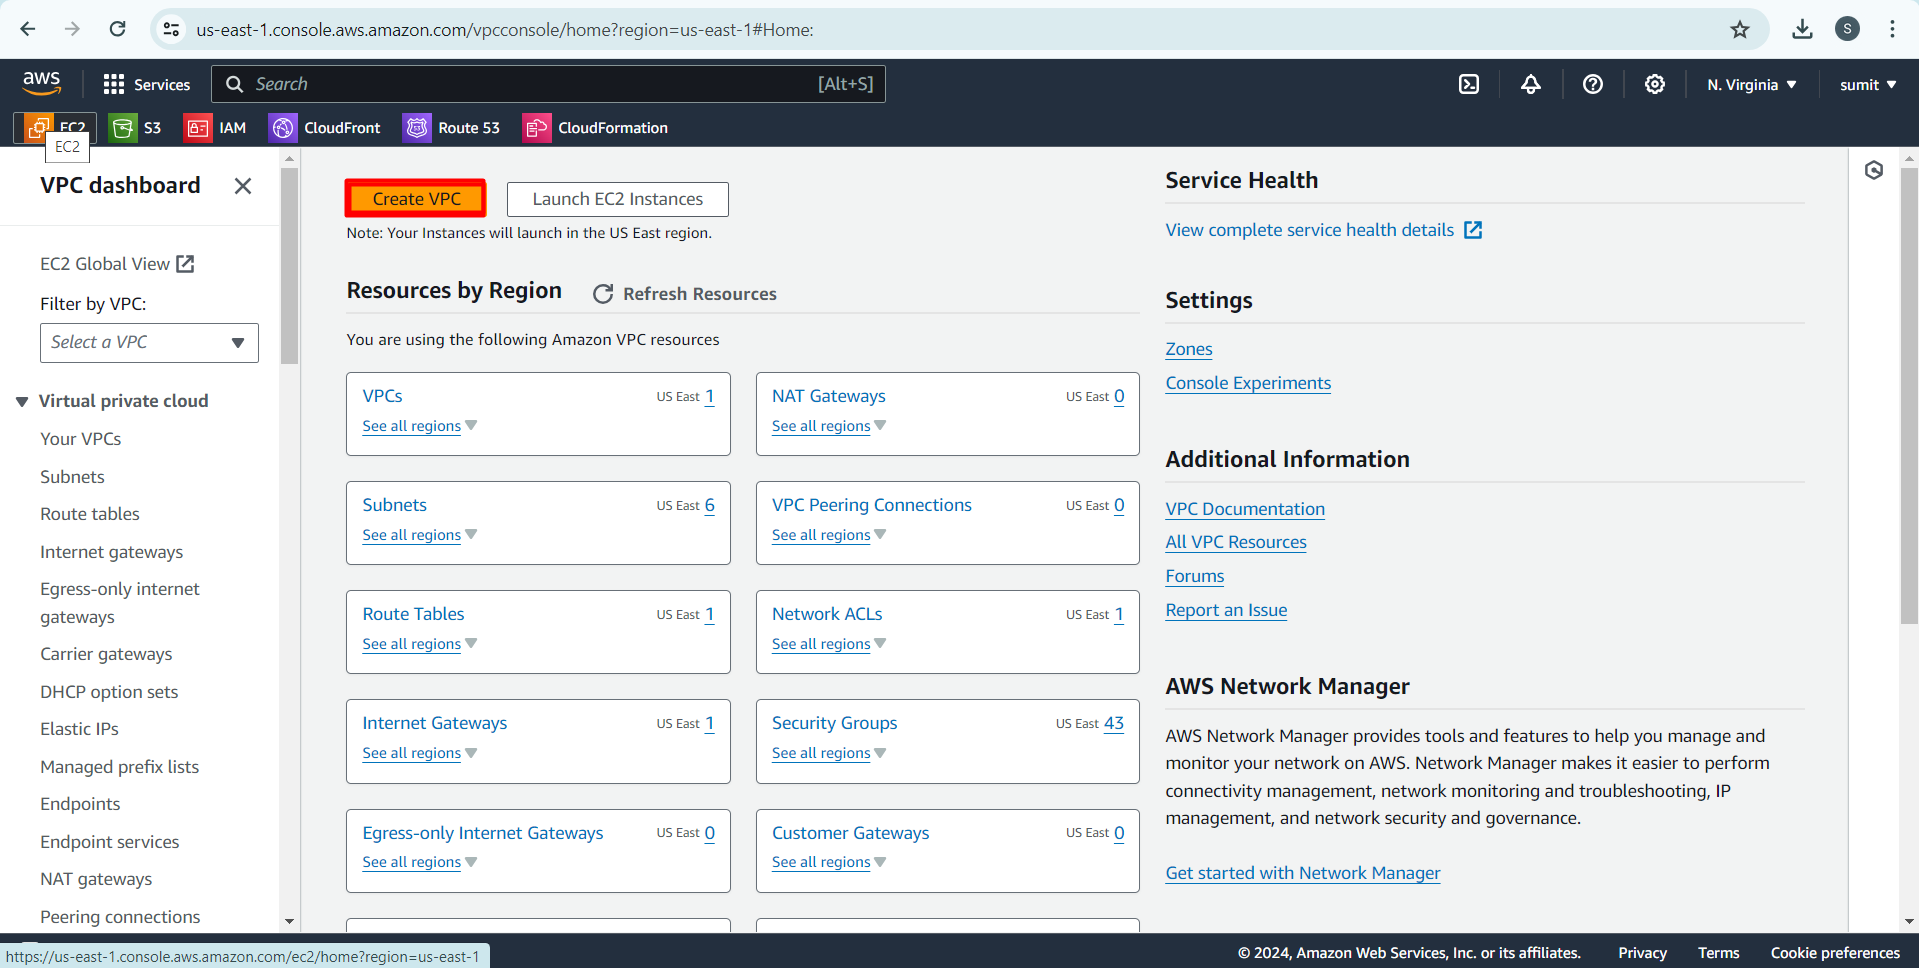 us-east-1.console.aws.amazon.com/vpcconsole/home?region=us-east-1#Home:
S
aws
Services
Search
[Alt+S]
N. Virginia
sumit
EC2
S3
IAM
CloudFront
Route 53
CloudFormation
EC2
VPC dashboard
EC2 Global View
Filter by VPC:
Select a VPC
Virtual private cloud
Your VPCs
Subnets
Route tables
Internet gateways
Egress-only internet
gateways
Carrier gateways
DHCP option sets
Elastic IPs
Managed prefix lists
Endpoints
Endpoint services
NAT gateways
Peering connections
Create VPC
Launch EC2 Instances
Note: Your Instances will launch in the US East region.
Resources by Region
Refresh Resources
You are using the following Amazon VPC resources
VPCs
US East 1
See all regions
NAT Gateways
US East 0
See all regions
Subnets
US East 6
See all regions
VPC Peering Connections
US East 0
See all regions
Route Tables
US East 1
See all regions
Network ACLs
US East 1
See all regions
Internet Gateways
US East 1
See all regions
Security Groups
US East 43
See all regions
Egress-only Internet Gateways
US East 0
See all regions
Customer Gateways
US East 0
See all regions
Service Health
View complete service health details
Settings
Zones
Console Experiments
Additional Information
VPC Documentation
All VPC Resources
Forums
Report an Issue
AWS Network Manager
AWS Network Manager provides tools and features to help you manage and
monitor your network on AWS. Network Manager makes it easier to perform
connectivity management, network monitoring and troubleshooting, IP
management, and network security and governance.
Get started with Network Manager
https://us-east-1.console.aws.amazon.com/ec2/home?region=us-east-1
© 2024, Amazon Web Services, Inc. or its affiliates.
Privacy
Terms
Cookie preferences